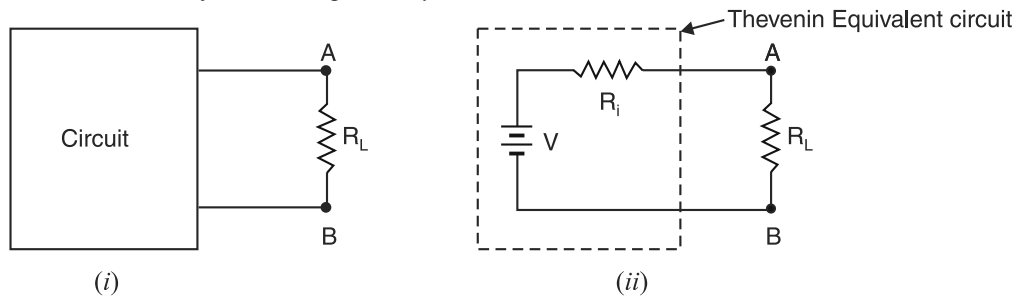 Thevenin Equivalent circuit
A
Circuit
R_L
B
(i)
A
R_i
V
R_L
B
(ii)